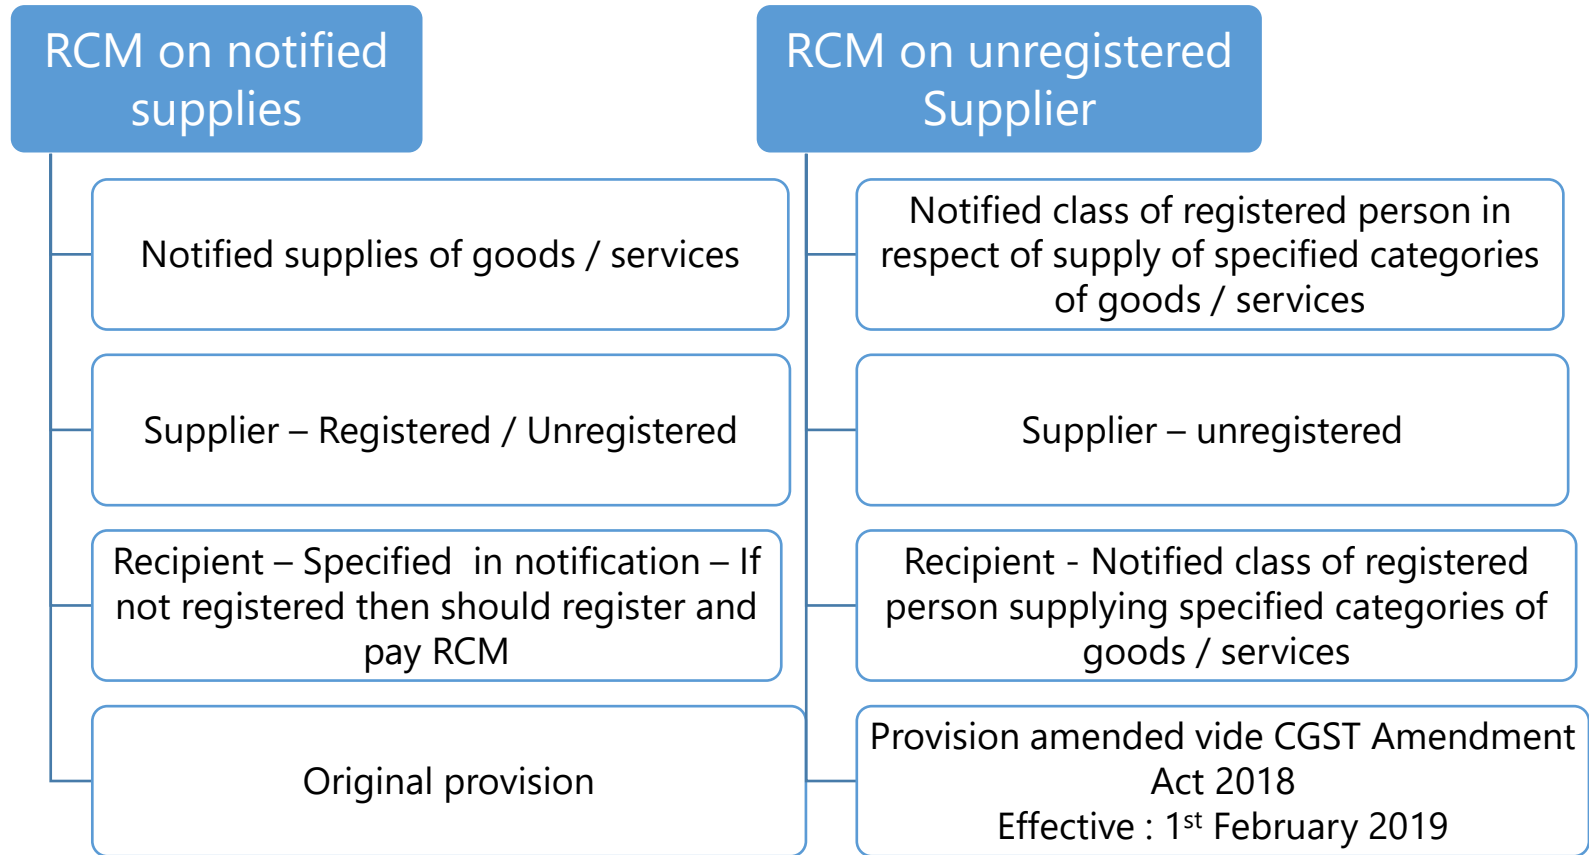 RCM on notified
supplies
Notified supplies of goods / services
Supplier – Registered / Unregistered
Recipient – Specified in notification – If
not registered then should register and
pay RCM
Original provision
RCM on unregistered
Supplier
Notified class of registered person in
respect of supply of specified categories
of goods / services
Supplier – unregistered
Recipient - Notified class of registered
person supplying specified categories of
goods / services
Provision amended vide CGST Amendment
Act 2018
Effective : 1st February 2019